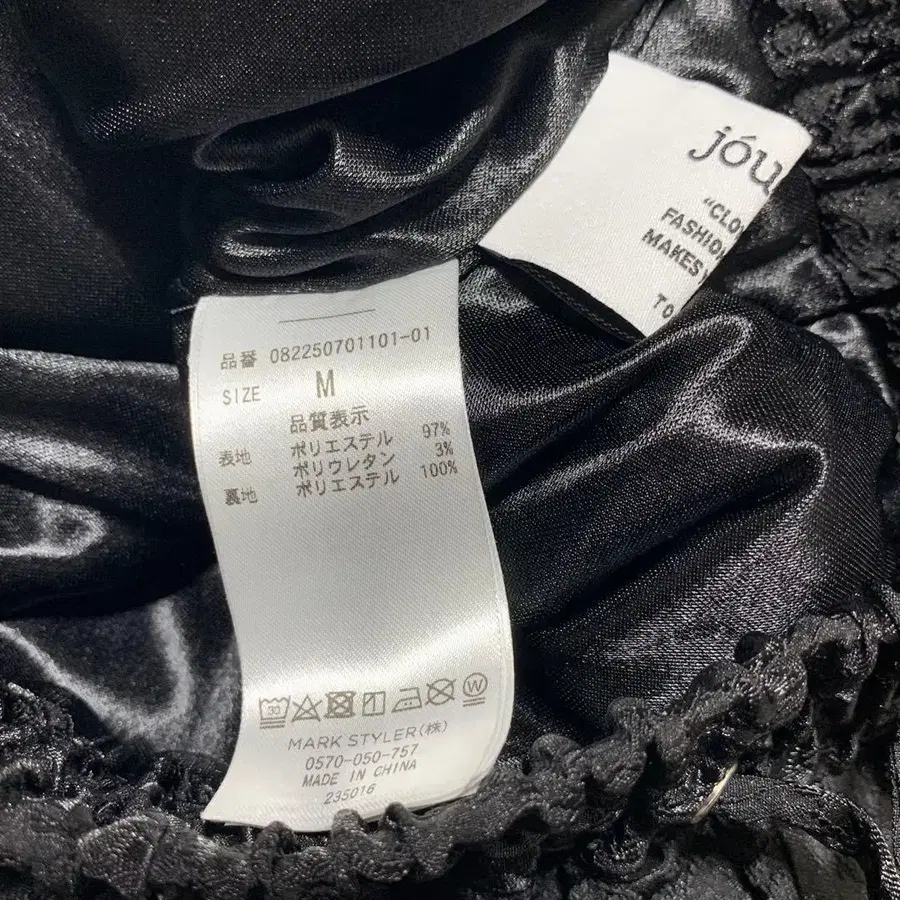 jóu
"CLO
FASHIO
MAKES
TO
品番 082250701101-01
SIZE M
品質表示
表地 ポリエステル 97%
ポリウレタン 3%
裏地 ポリエステル 100%
30
W
MARK STYLER(株)
0570-050-757
MADE IN CHINA
235016